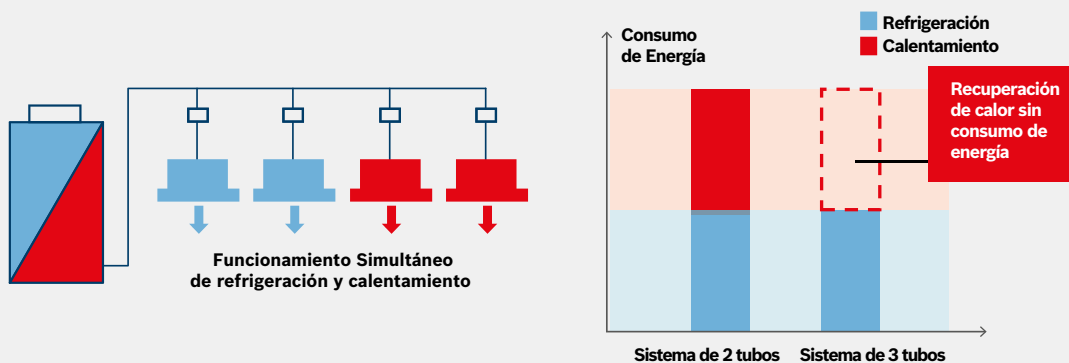 Funcionamiento Simultáneo
de refrigeración y calentamiento
Consumo
de Energía
Refrigeración
Calentamiento
Recuperación
de calor sin
consumo de
energía
Sistema de 2 tubos
Sistema de 3 tubos